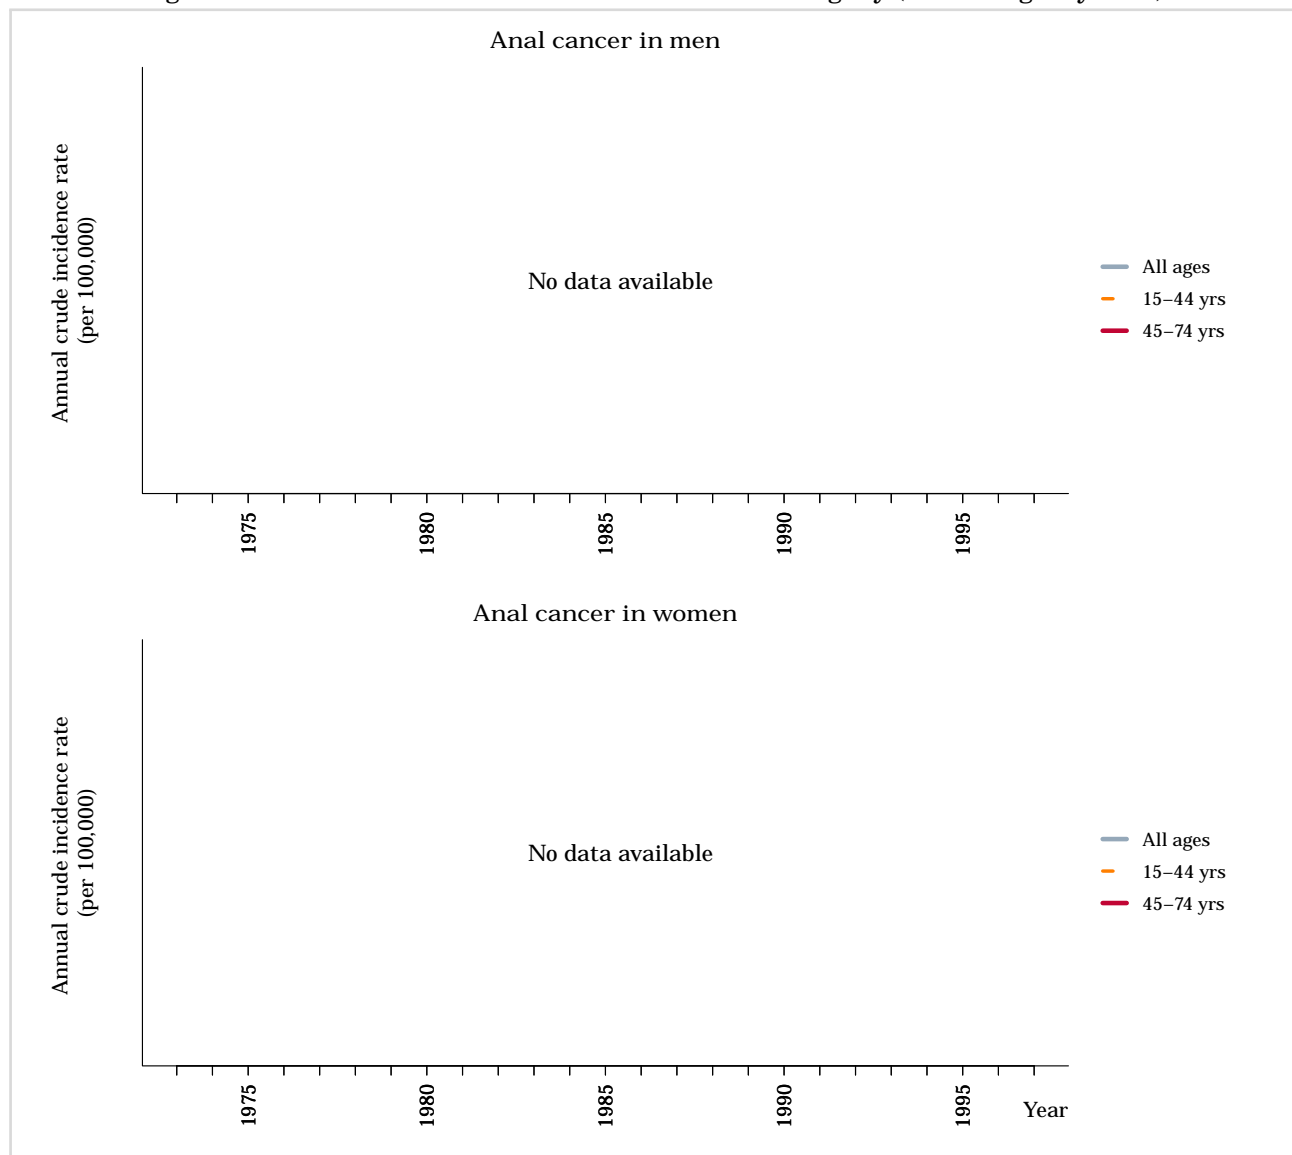 Anal cancer in men
Annual crude incidence rate
(per 100,000)
No data available
All ages
15–44 yrs
45–74 yrs
1975
1980
1985
1990
1995
Anal cancer in women
Annual crude incidence rate
(per 100,000)
No data available
All ages
15–44 yrs
45–74 yrs
1975
1980
1985
1990
1995
Year